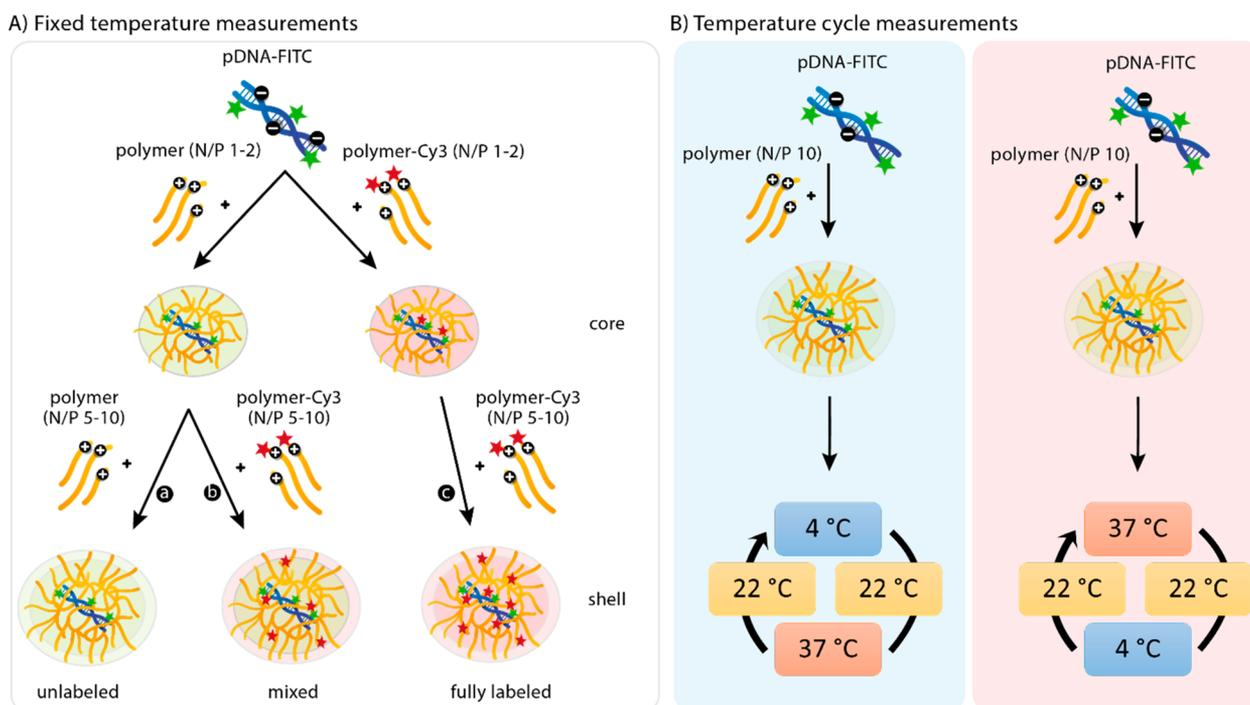 A) Fixed temperature measurements
pDNA-FITC
polymer (N/P 1-2)
polymer-Cy3 (N/P 1-2)
+
+
core
polymer
(N/P 5-10)
polymer-Cy3
(N/P 5-10)
polymer-Cy3
(N/P 5-10)
+
+
+
a
b
c
shell
unlabeled
mixed
fully labeled
B) Temperature cycle measurements
pDNA-FITC
polymer (N/P 10)
+
4 °C
22 °C
22 °C
37 °C
pDNA-FITC
polymer (N/P 10)
+
37 °C
22 °C
22 °C
4 °C